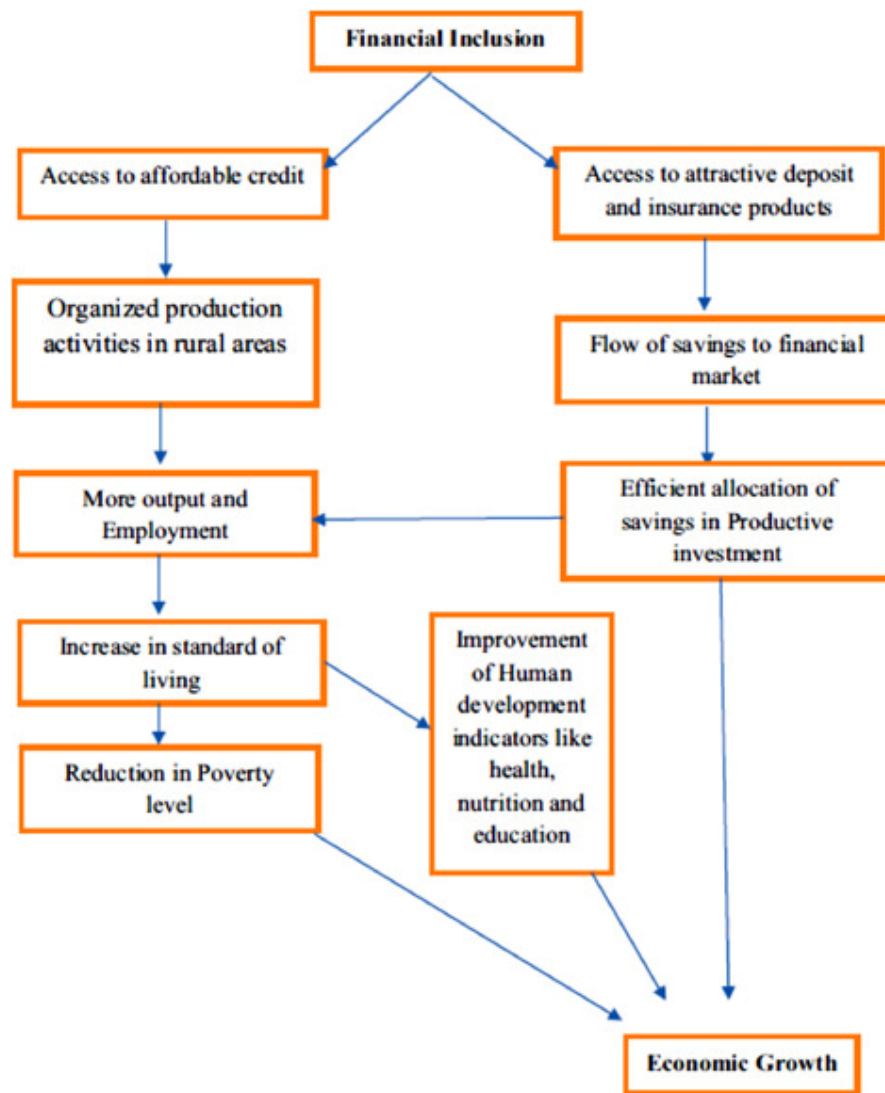 Financial Inclusion
Access to affordable credit
Access to attractive deposit
and insurance products
Organized production
activities in rural areas
Flow of savings to financial
market
More output and
Employment
Efficient allocation of
savings in Productive
investment
Increase in standard of
living
Improvement
of Human
development
indicators like
health,
nutrition and
education
Reduction in Poverty
level
Economic Growth